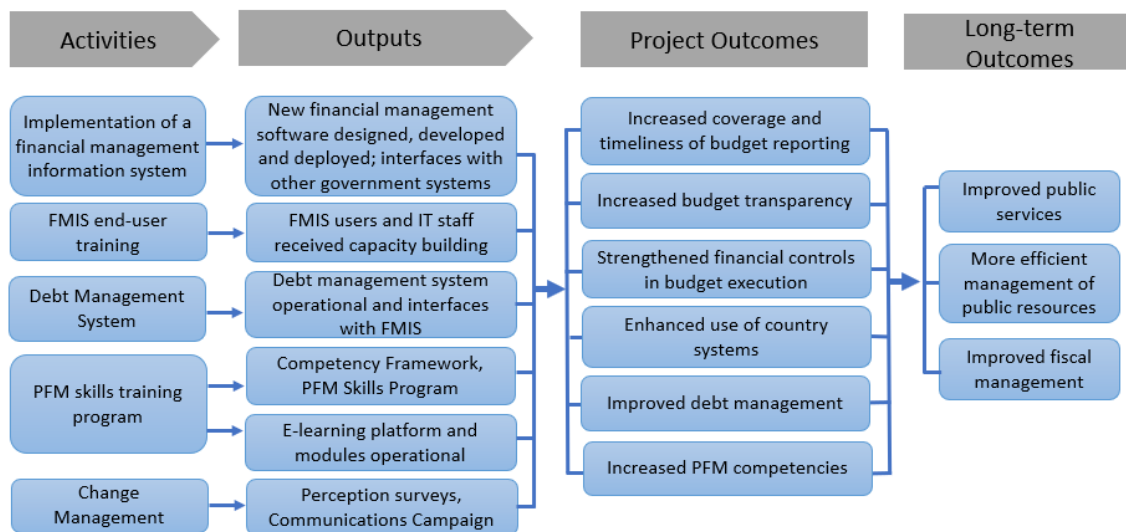 Activities
Outputs
Project Outcomes
Long-term
Outcomes
Implementation of a
financial management
information system
New financial management
software designed, developed
and deployed; interfaces with
other government systems
FMIS end-user
training
FMIS users and IT staff
received capacity building
Debt Management
System
Debt management system
operational and interfaces
with FMIS
PFM skills training
program
Competency Framework,
PFM Skills Program
E-learning platform and
modules operational
Change
Management
Perception surveys,
Communications Campaign
Increased coverage and
timeliness of budget reporting
Increased budget transparency
Strengthened financial controls
in budget execution
Enhanced use of country
systems
Improved debt management
Increased PFM competencies
Improved public
services
More efficient
management of
public resources
Improved fiscal
management